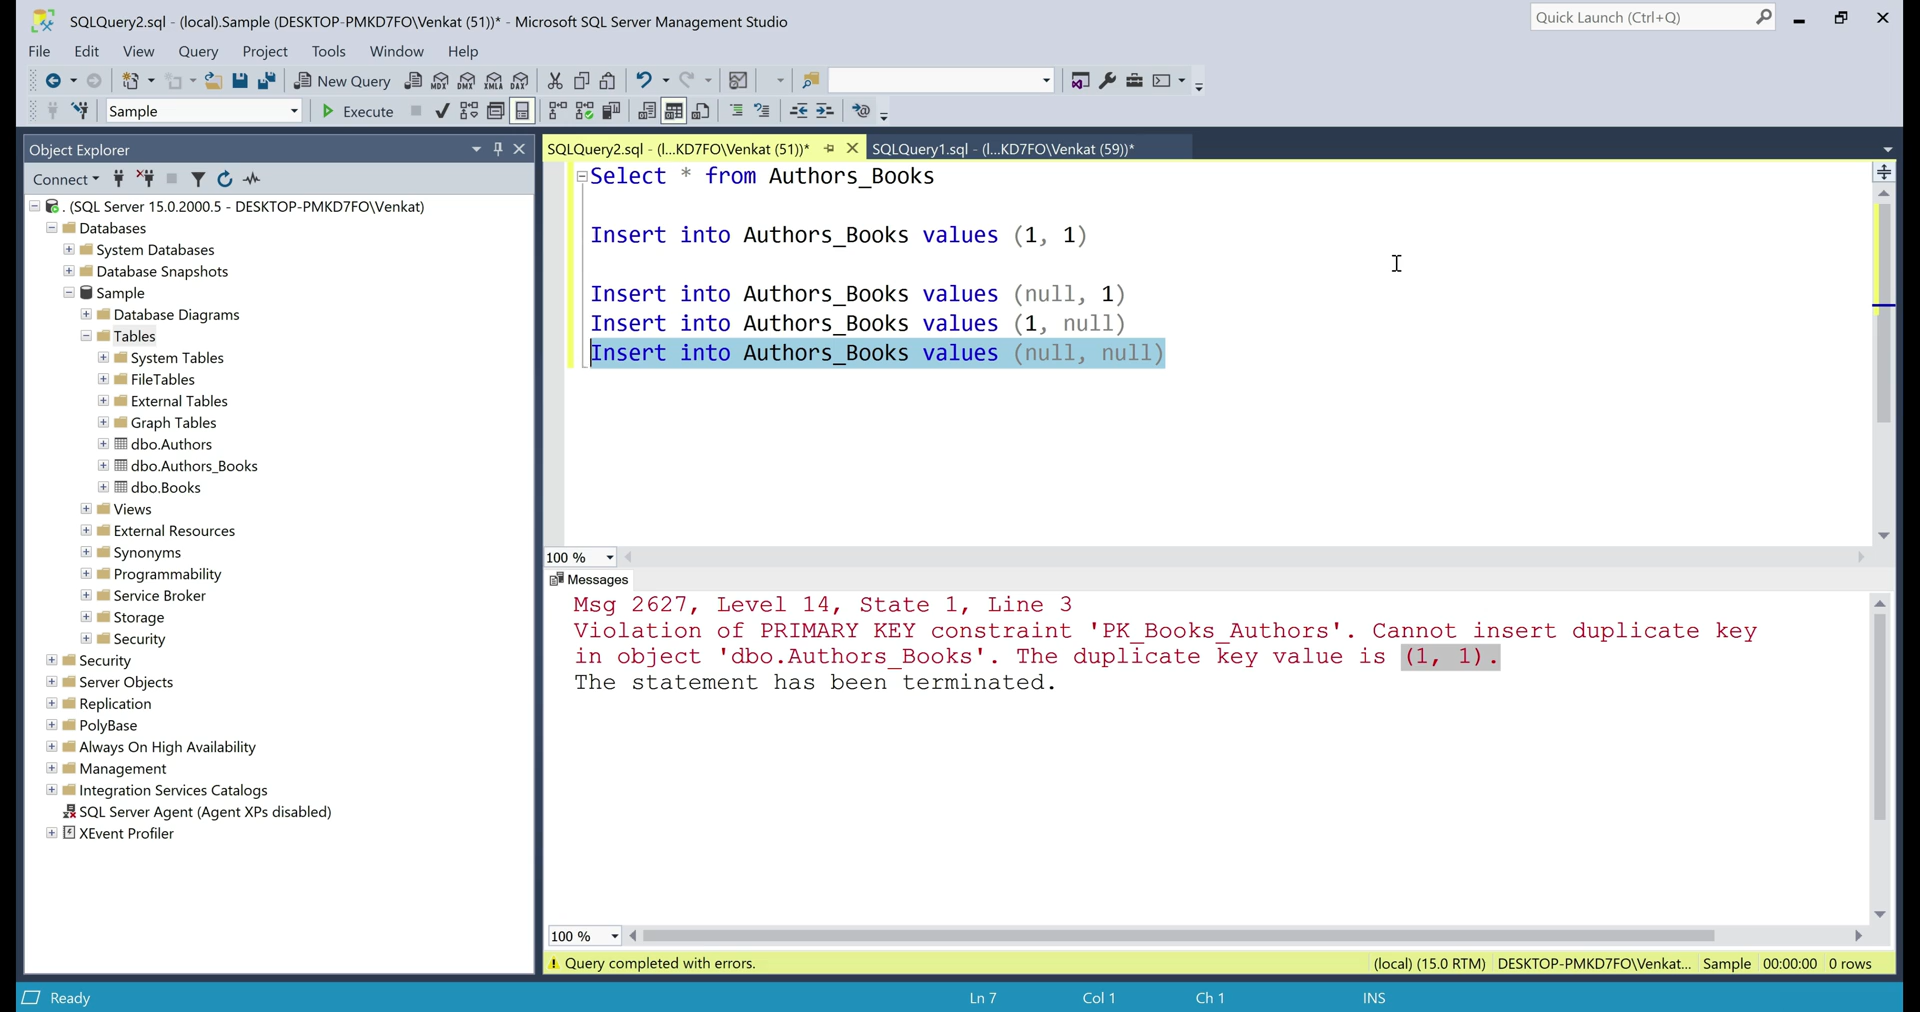 SQLQuery2.sql - (local).Sample (DESKTOP-PMKD7FO\Venkat (51))* - Microsoft SQL Server Management Studio
Quick Launch (Ctrl+Q)
File Edit View Query Project Tools Window Help
New Query MDX DMX XMLA DAX
Sample Execute
Object Explorer
SQLQuery2.sql - (l...KD7FO\Venkat (51))* SQLQuery1.sql - (l...KD7FO\Venkat (59))*
Connect
. (SQL Server 15.0.2000.5 - DESKTOP-PMKD7FO\Venkat)
Databases
System Databases
Database Snapshots
Sample
Database Diagrams
Tables
System Tables
FileTables
External Tables
Graph Tables
dbo.Authors
dbo.Authors_Books
dbo.Books
Views
External Resources
Synonyms
Programmability
Service Broker
Storage
Security
Security
Server Objects
Replication
PolyBase
Always On High Availability
Management
Integration Services Catalogs
SQL Server Agent (Agent XPs disabled)
XEvent Profiler
Select * from Authors_Books
Insert into Authors_Books values (1, 1)
Insert into Authors_Books values (null, 1)
Insert into Authors_Books values (1, null)
Insert into Authors_Books values (null, null)
100 %
Messages
Msg 2627, Level 14, State 1, Line 3
Violation of PRIMARY KEY constraint 'PK_Books_Authors'. Cannot insert duplicate key
in object 'dbo.Authors_Books'. The duplicate key value is (1, 1).
The statement has been terminated.
100 %
Query completed with errors. (local) (15.0 RTM) DESKTOP-PMKD7FO\Venkat... Sample 00:00:00 0 rows
Ready Ln 7 Col 1 Ch 1 INS